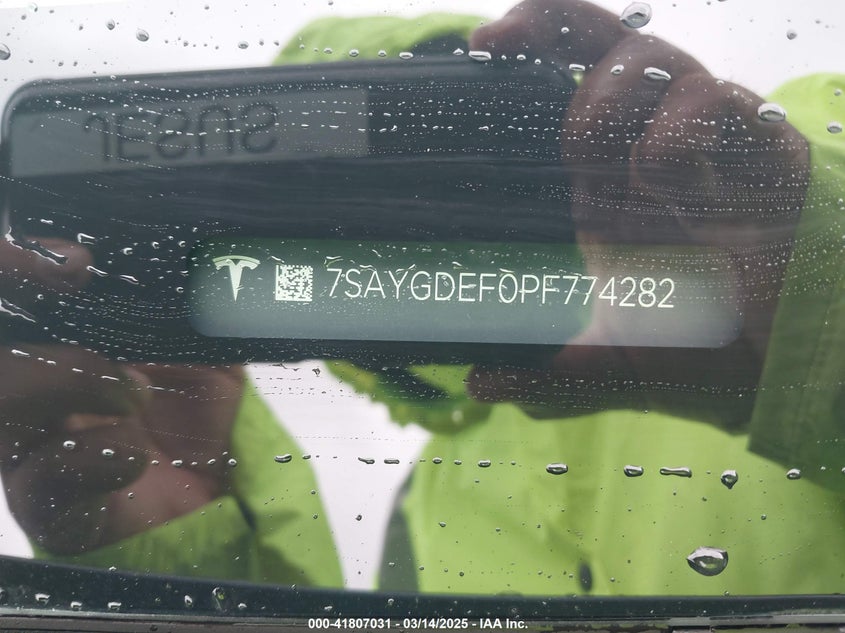 7SAYGDEF0PF774282
000-41807031 - 03/14/2025 - IAA Inc.